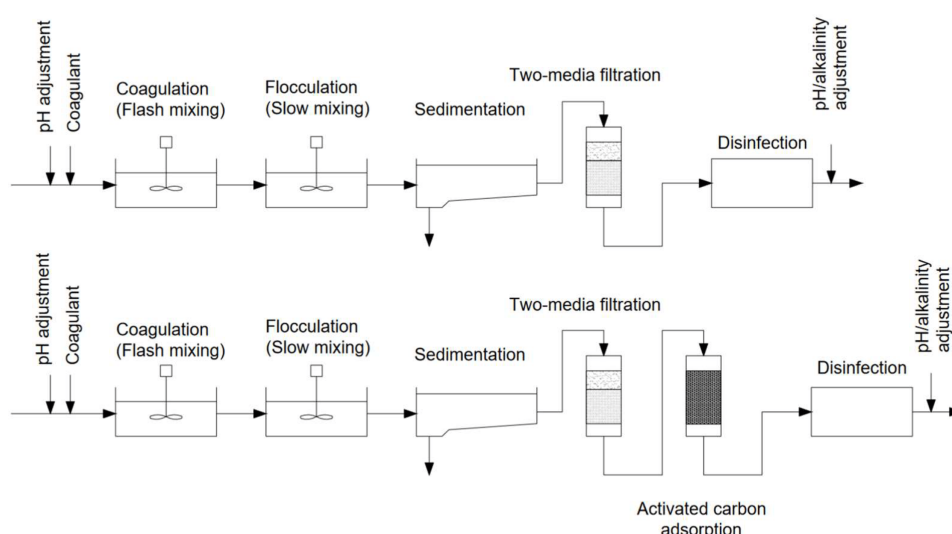 pH adjustment
Coagulant
Coagulation
(Flash mixing)
Flocculation
(Slow mixing)
Sedimentation
Two-media filtration
Disinfection
pH/alkalinity
adjustment
pH adjustment
Coagulant
Coagulation
(Flash mixing)
Flocculation
(Slow mixing)
Sedimentation
Two-media filtration
Activated carbon
adsorption
Disinfection
pH/alkalinity
adjustment